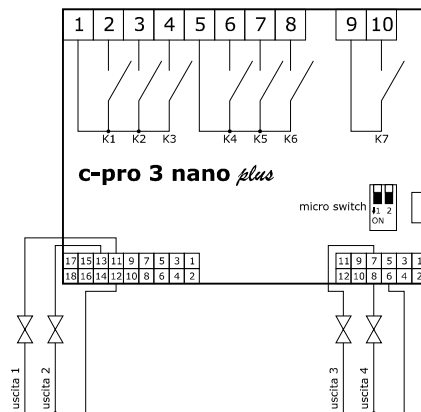 1 2 3 4 5 6 7 8 9 10
K1 K2 K3 K4 K5 K6 K7
c-pro 3 nano plus
micro switch
1 2
ON
17 15 13 11 9 7 5 3 1
18 16 14 12 10 8 6 4 2
11 9 7 5 3 1
12 10 8 6 4 2
uscita 1
uscita 2
uscita 3
uscita 4